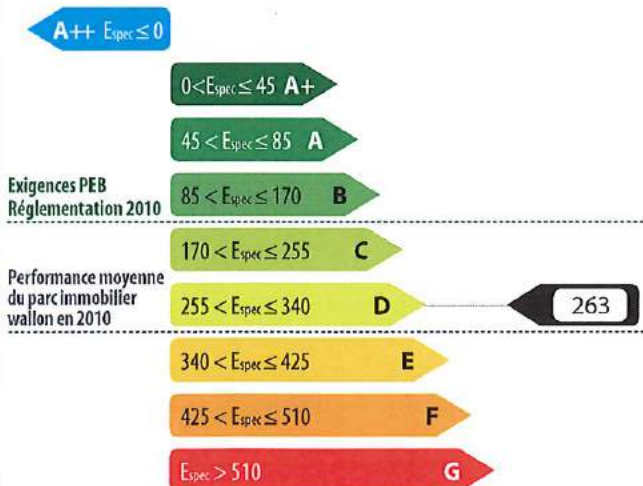 A++ Espec ≤ 0
0 < Espec ≤ 45 A+
45 < Espec ≤ 85 A
Exigences PEB
Réglementation 2010
85 < Espec ≤ 170 B
170 < Espec ≤ 255 C
Performance moyenne
du parc immobilier
wallon en 2010
255 < Espec ≤ 340 D
263
340 < Espec ≤ 425 E
425 < Espec ≤ 510 F
Espec > 510 G